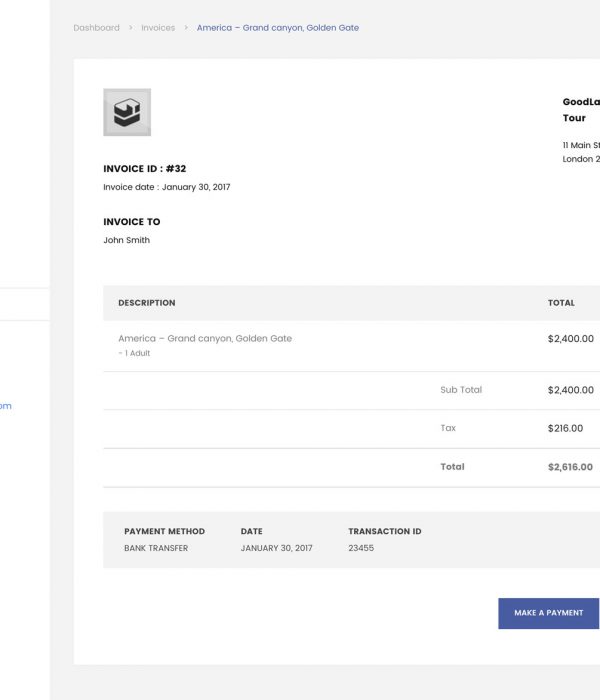 Dashboard > Invoices > America – Grand canyon, Golden Gate
GoodLa
Tour
11 Main St
London 2
INVOICE ID : #32
Invoice date : January 30, 2017
INVOICE TO
John Smith
DESCRIPTION TOTAL
America – Grand canyon, Golden Gate $2,400.00
- 1 Adult
Sub Total $2,400.00
om
Tax $216.00
Total $2,616.00
PAYMENT METHOD DATE TRANSACTION ID
BANK TRANSFER JANUARY 30, 2017 23455
MAKE A PAYMENT